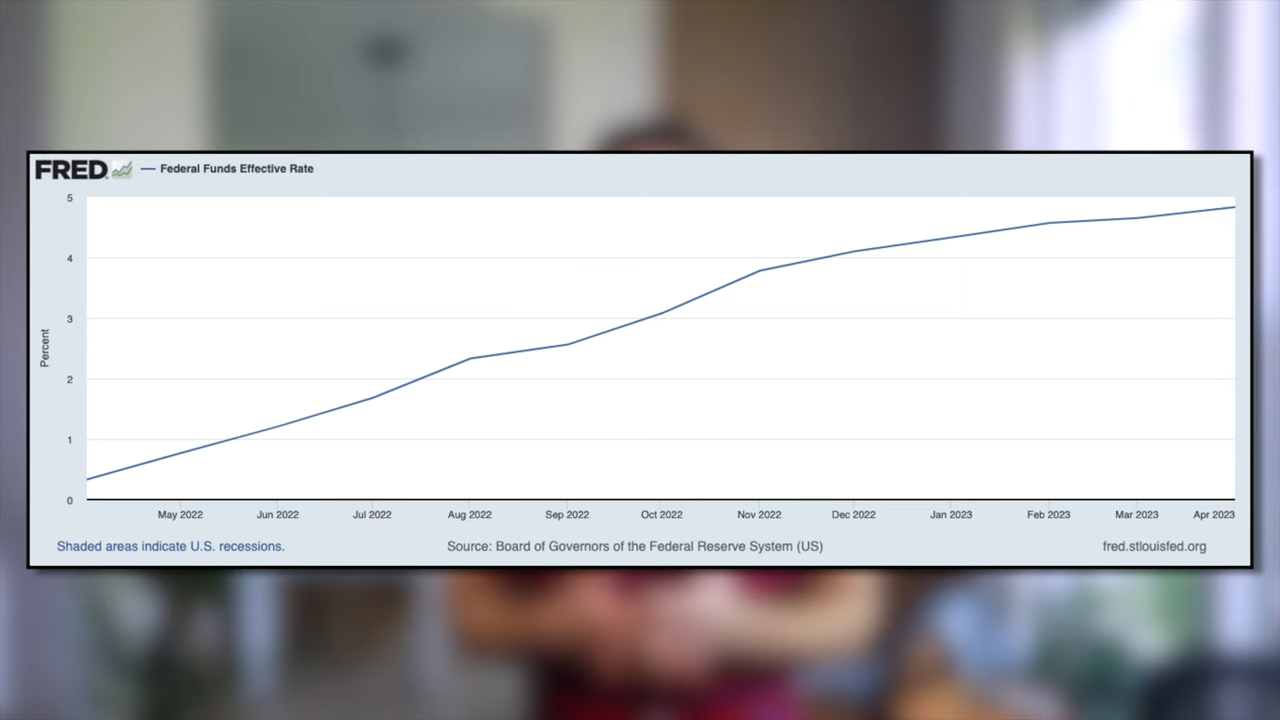 FRED
Federal Funds Effective Rate
5
4
3
2
1
0
Percent
May 2022 Jun 2022 Jul 2022 Aug 2022 Sep 2022 Oct 2022 Nov 2022 Dec 2022 Jan 2023 Feb 2023 Mar 2023 Apr 2023
Shaded areas indicate U.S. recessions. Source: Board of Governors of the Federal Reserve System (US) fred.stlouisfed.org